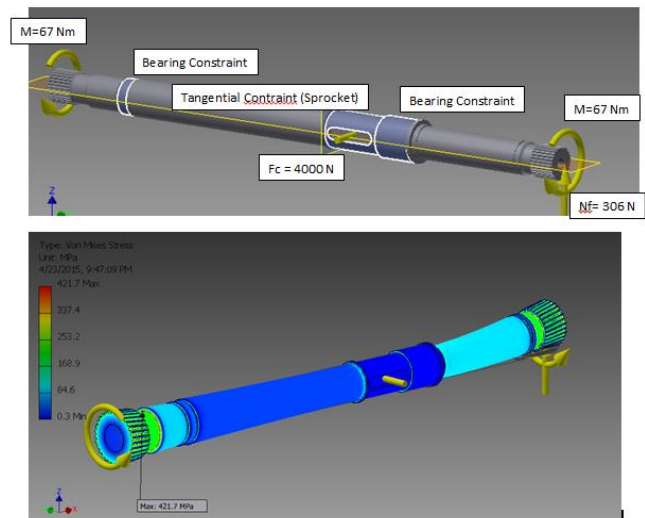 M=67 Nm
Bearing Constraint
Tangential Contraint (Sprocket)
Bearing Constraint
M=67 Nm
Fc = 4000 N
Nf= 306 N
Z
Type: Von Mises Stress
Unit: MPa
4/23/2015, 9:47:09 PM
421.7 Max
337.4
253.2
168.9
84.6
0.3 Min
Max: 421.7 MPa
Z
X